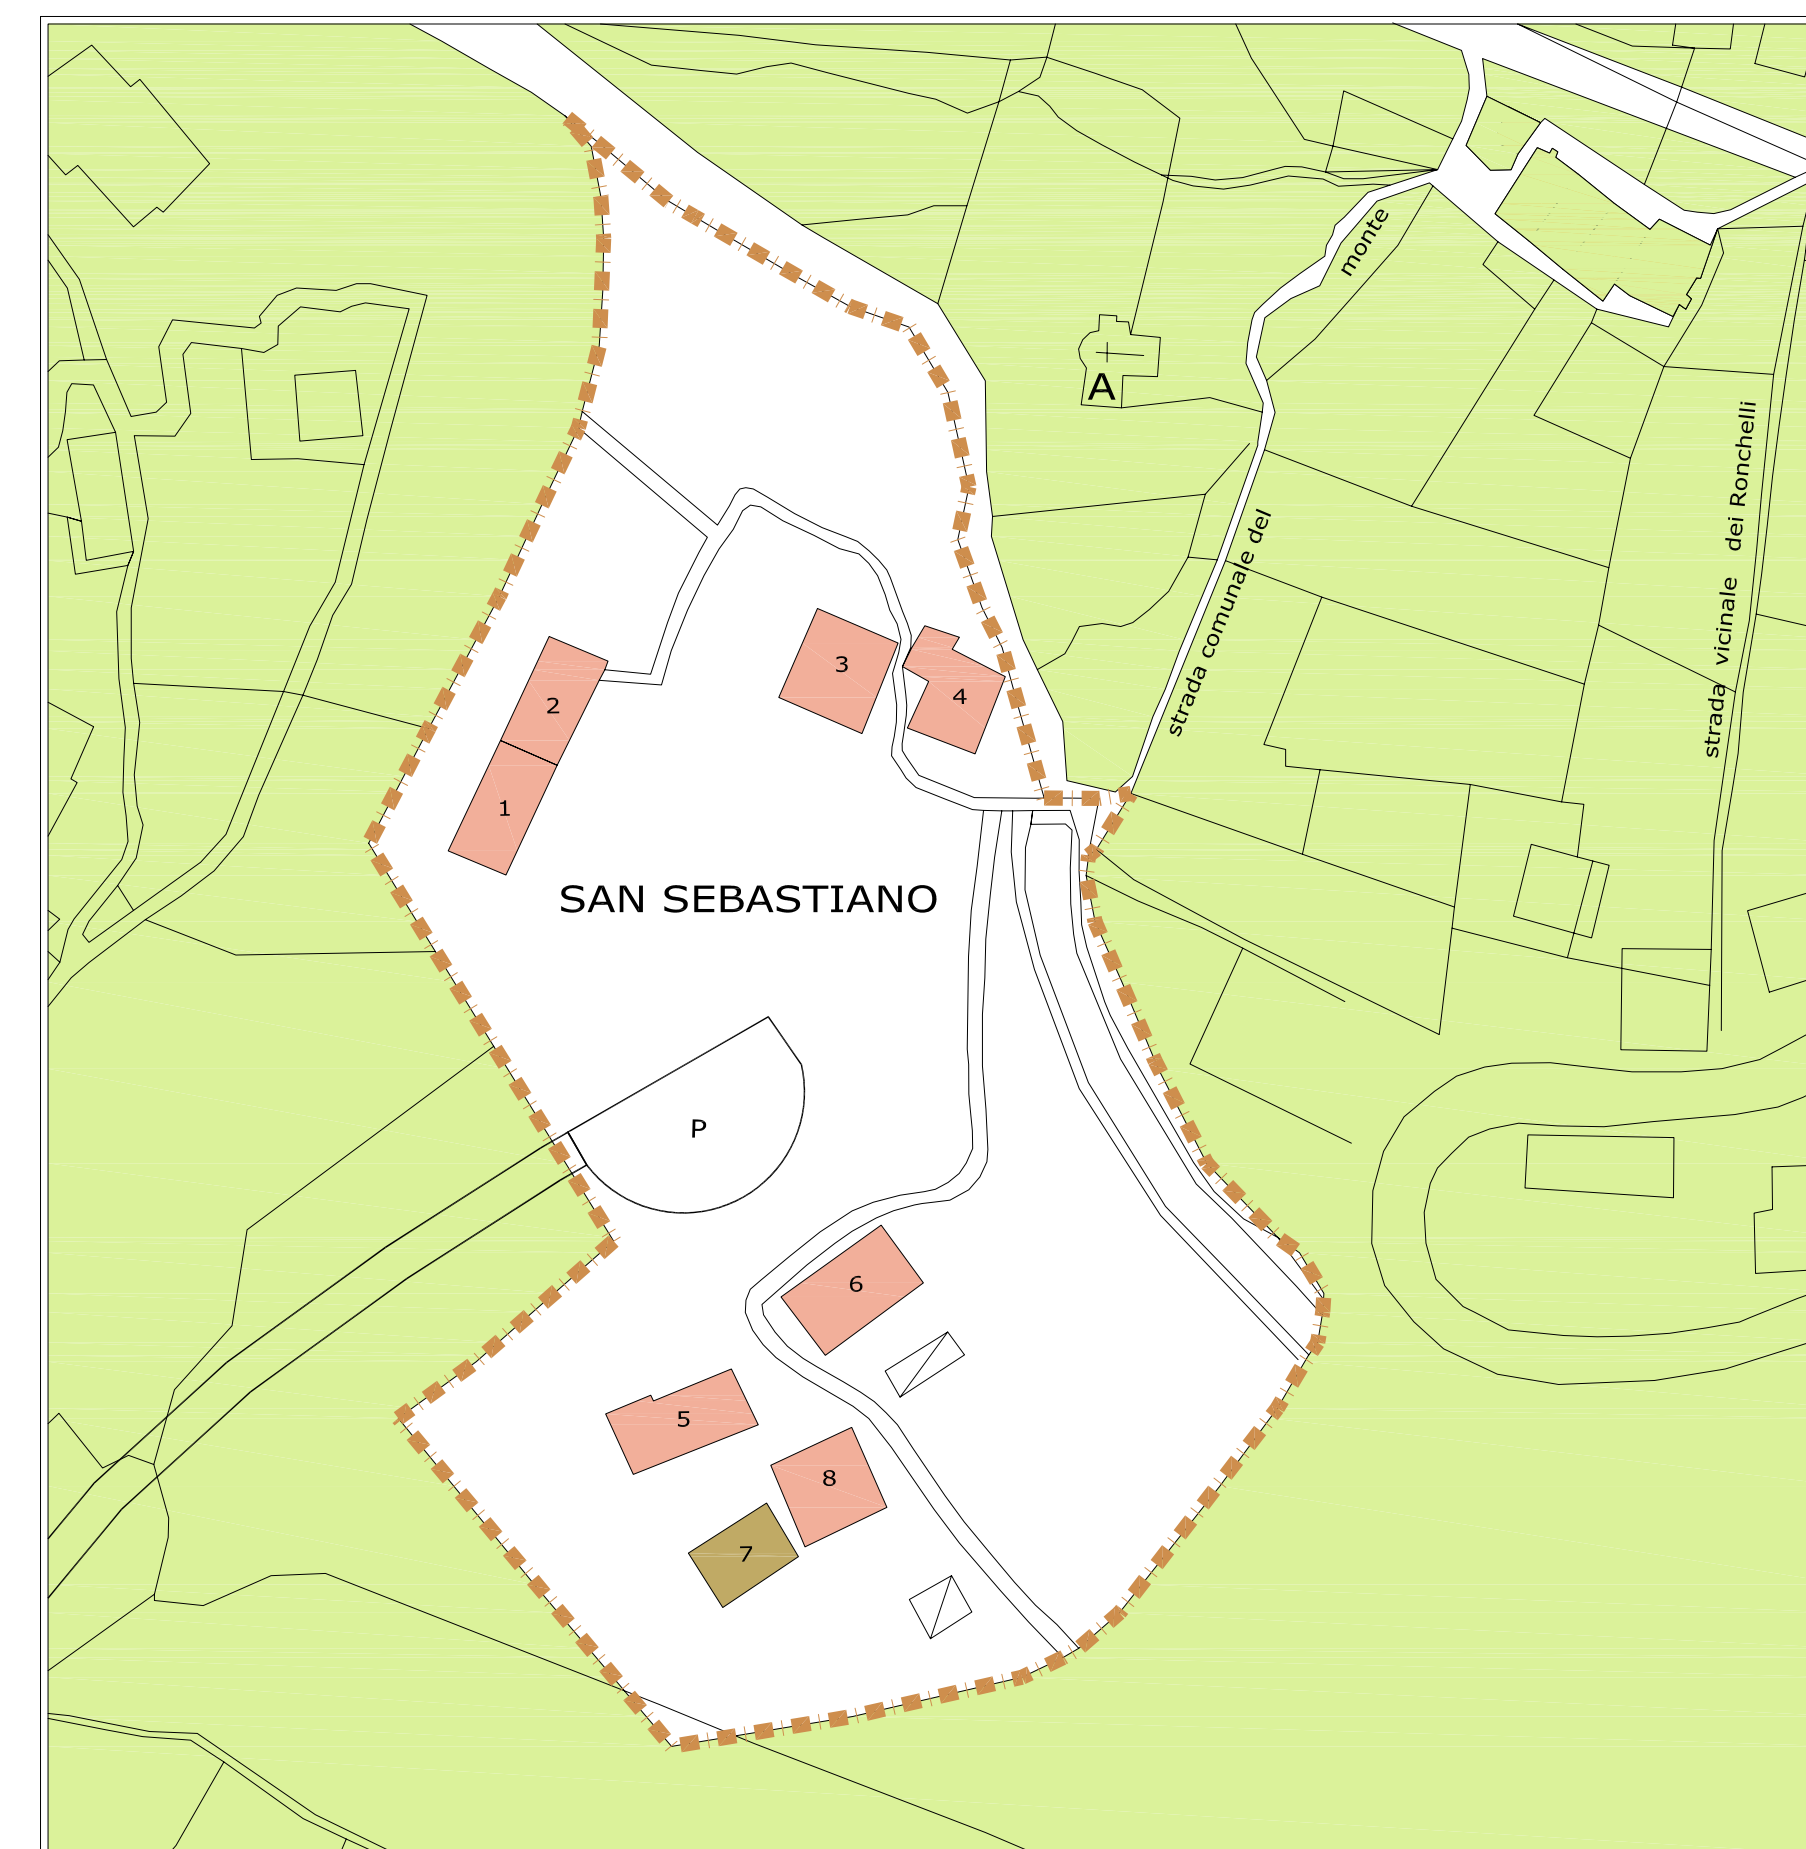 monte
A
strada comunale del
strada vicinale dei Ronchelli
3
4
2
1
SAN SEBASTIANO
P
6
5
8
7